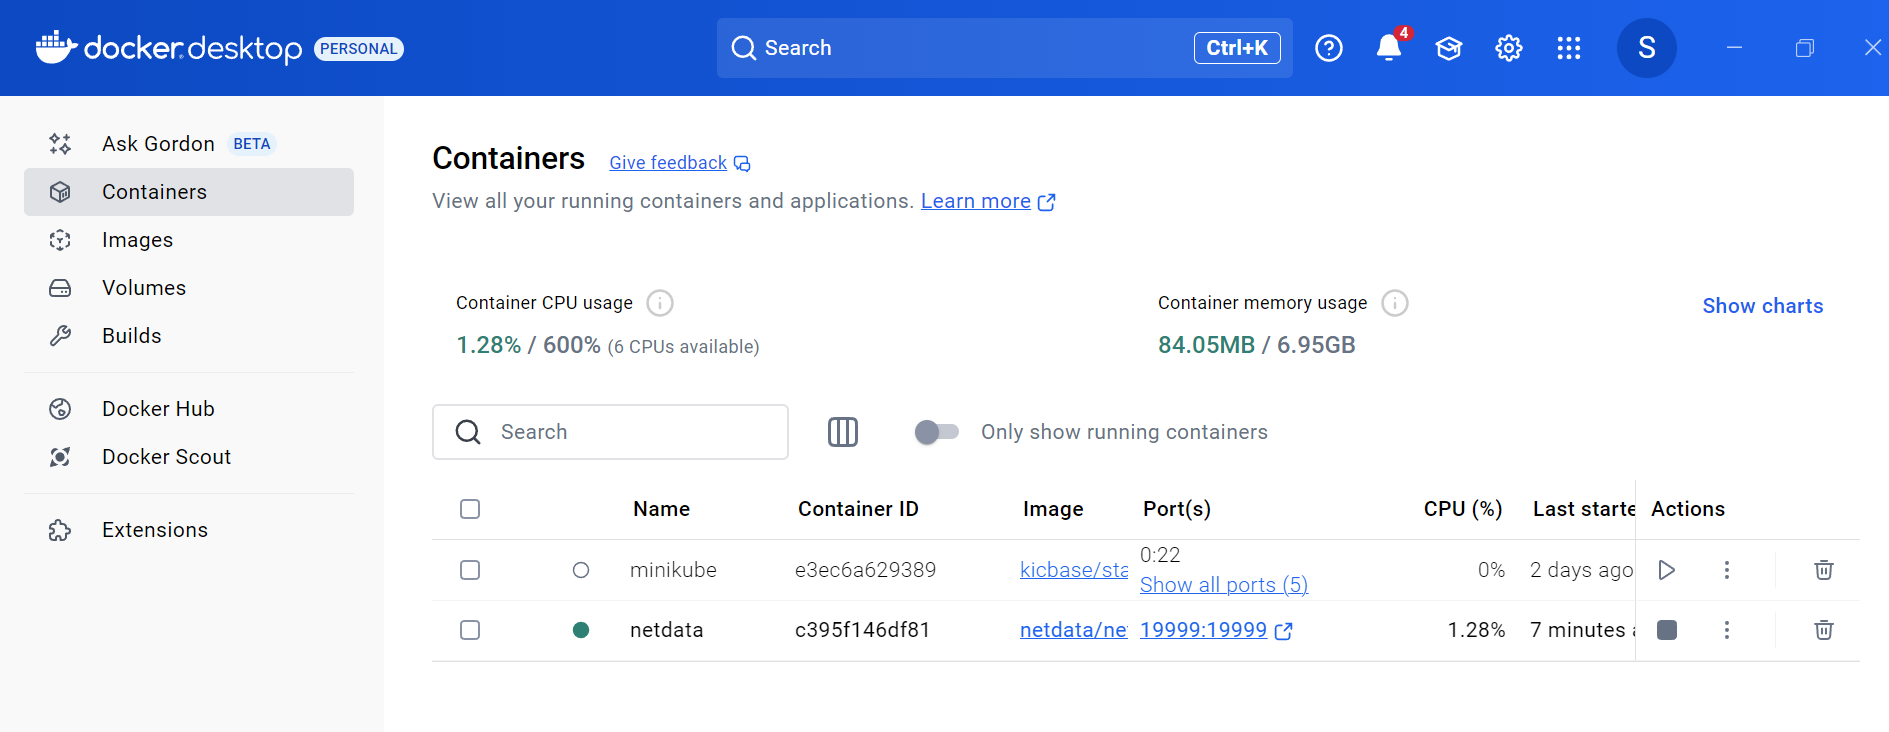 docker desktop PERSONAL
Search Ctrl+K
4
S
Ask Gordon BETA
Containers
Images
Volumes
Builds
Docker Hub
Docker Scout
Extensions
Containers Give feedback
View all your running containers and applications. Learn more
Container CPU usage
1.28% / 600% (6 CPUs available)
Container memory usage
84.05MB / 6.95GB
Show charts
Search
Only show running containers
Name Container ID Image Port(s) CPU (%) Last starte Actions
minikube e3ec6a629389 kicbase/sta 0:22 0% 2 days ago
Show all ports (5)
netdata c395f146df81 netdata/ne 19999:19999 1.28% 7 minutes